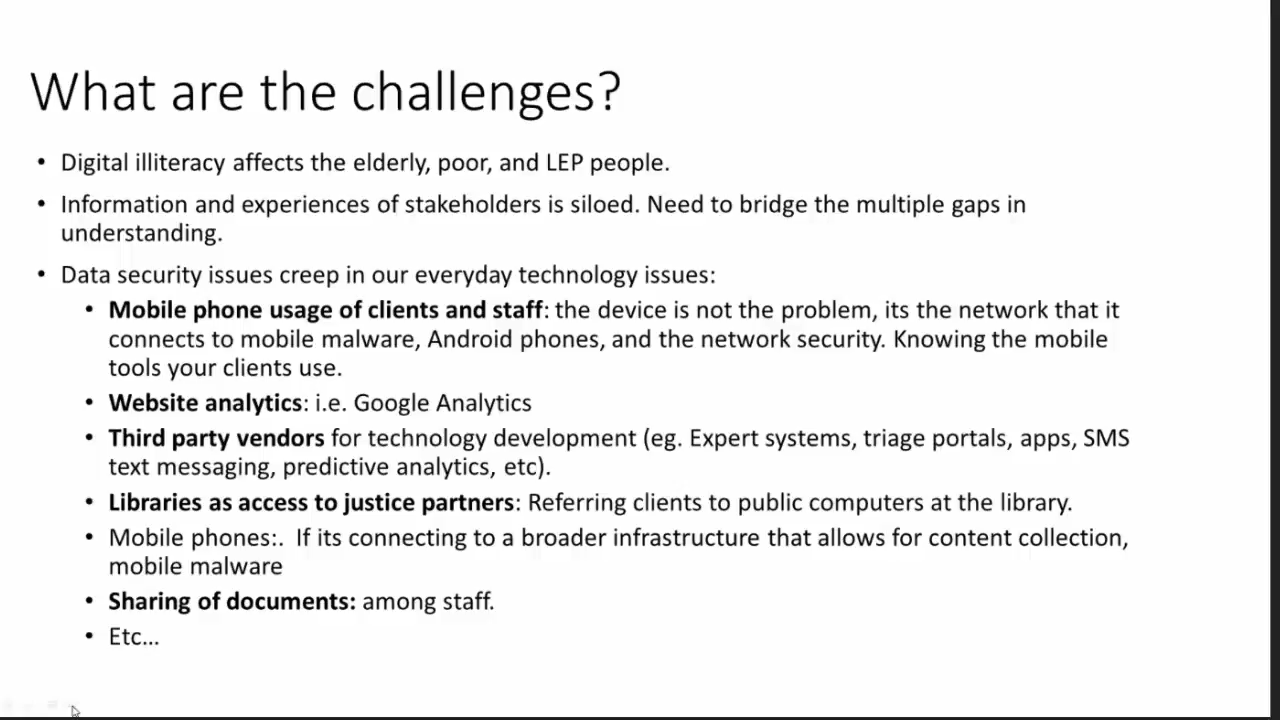 What are the challenges?
• Digital illiteracy affects the elderly, poor, and LEP people.
• Information and experiences of stakeholders is siloed. Need to bridge the multiple gaps in
understanding.
• Data security issues creep in our everyday technology issues:
• Mobile phone usage of clients and staff: the device is not the problem, its the network that it
connects to mobile malware, Android phones, and the network security. Knowing the mobile
tools your clients use.
• Website analytics: i.e. Google Analytics
• Third party vendors for technology development (eg. Expert systems, triage portals, apps, SMS
text messaging, predictive analytics, etc).
• Libraries as access to justice partners: Referring clients to public computers at the library.
• Mobile phones:.  If its connecting to a broader infrastructure that allows for content collection,
mobile malware
• Sharing of documents: among staff.
• Etc...